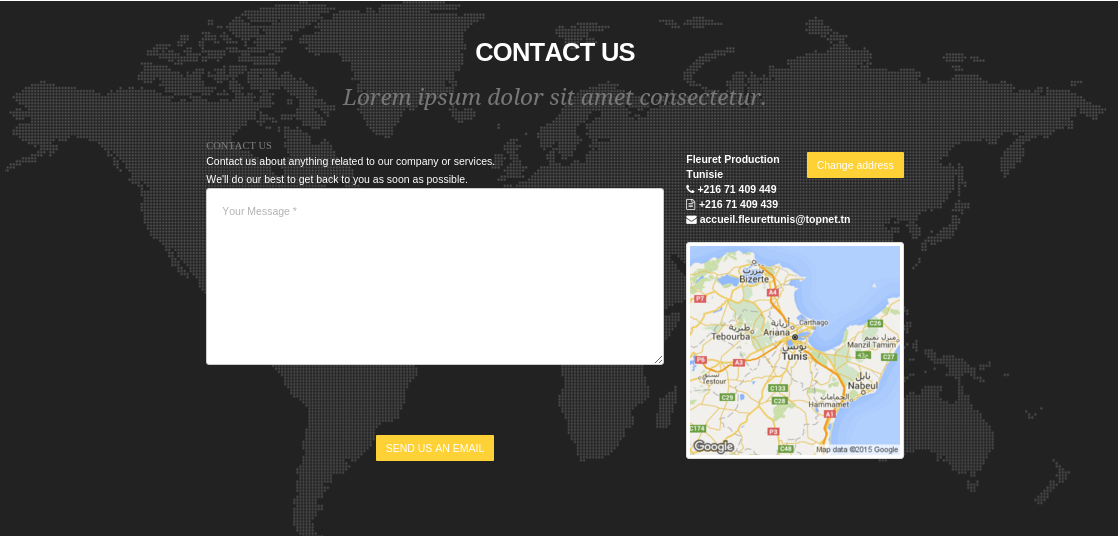 CONTACT US
Lorem ipsum dolor sit amet consectetur.
CONTACT US
Contact us about anything related to our company or services.
We'll do our best to get back to you as soon as possible.
Your Message *
SEND US AN EMAIL
Fleuret Production
Tunisie
Change address
+216 71 409 449
+216 71 409 439
accueil.fleurettunis@topnet.tn
بنزرت
Bizerte
A4
P7
Carthago
أريانة
Ariana
طبربة
Tebourba
C26
منزل تميم
Manzil Tamim
تونس
Tunis
43
C27
P6
A3
تستور
Testour
نابل
Nabeul
C133
C29
C28
الحمامات
Hammamet
A1
C174
P3
C48
Google
Map data ©2015 Google